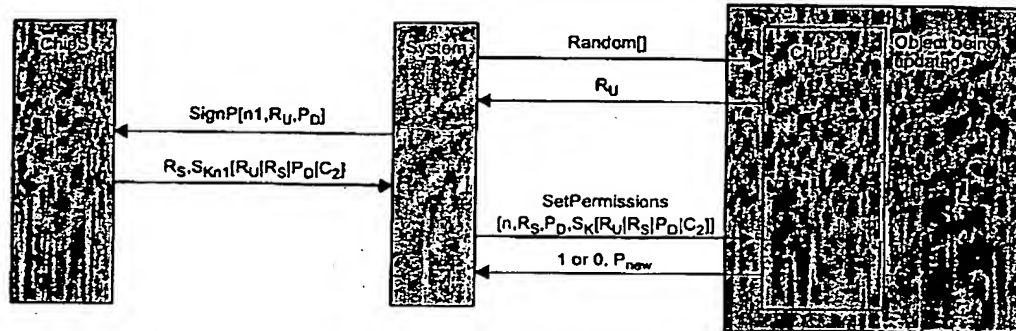 ChipS
System
Random[]
Object being
updated
R_U
SignP[n1,R_U,P_D]
R_S,S_Kn1[R_U|R_S|P_D|C_2]
SetPermissions
[n,R_S,P_D,S_K[R_U|R_S|P_D|C_2]]
1 or 0, P_new